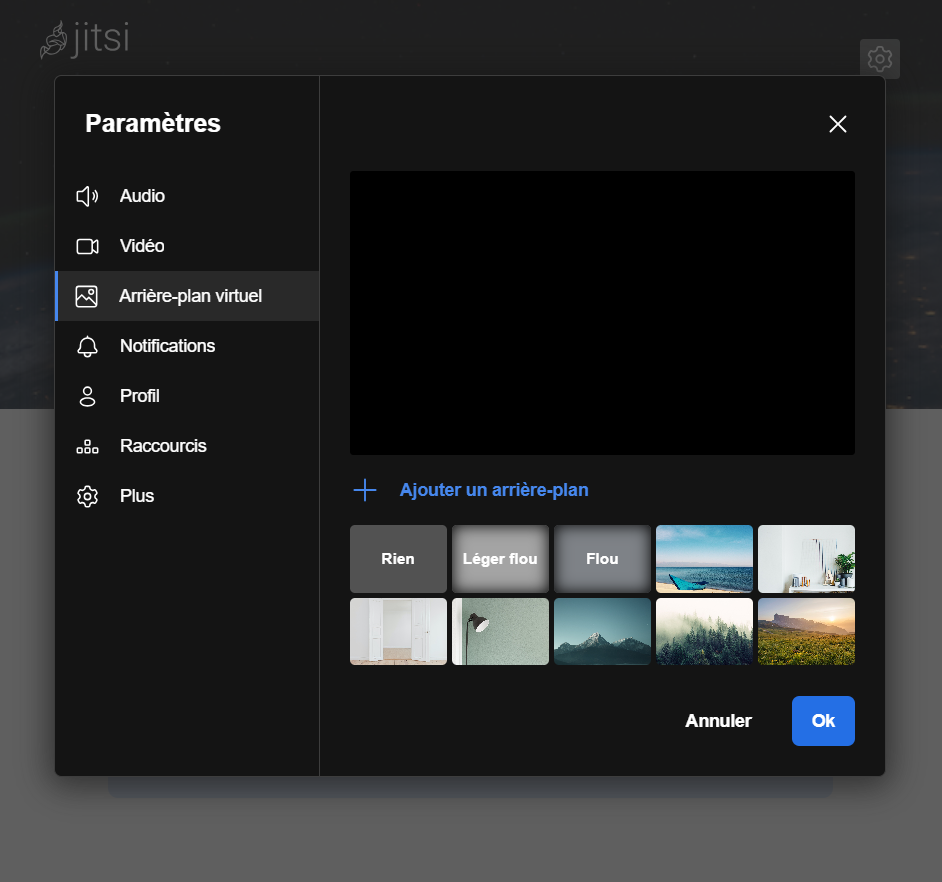 jitsi
Paramètres
Audio
Vidéo
Arrière-plan virtuel
Notifications
Profil
Raccourcis
Plus
Ajouter un arrière-plan
Rien
Léger flou
Flou
Annuler
Ok